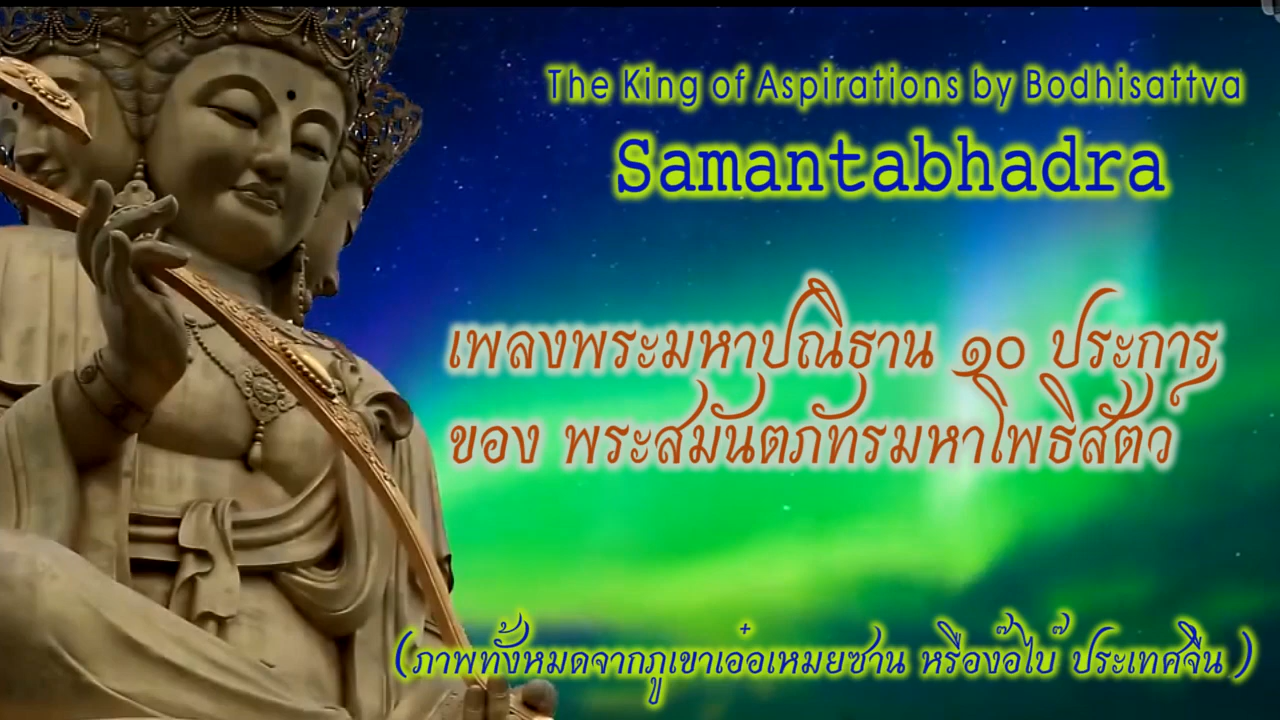 The King of Aspirations by Bodhisattva
Samantabhadra
เพลงพระมหาปณิธาน ๑๐ ประการ
ของ พระสมันตภัทรมหาโพธิสัตว์
(ภาพทั้งหมดจากภูเขาเอ๋อเหมยซาน หรือง๊อไบ๊ ประเทศจีน )